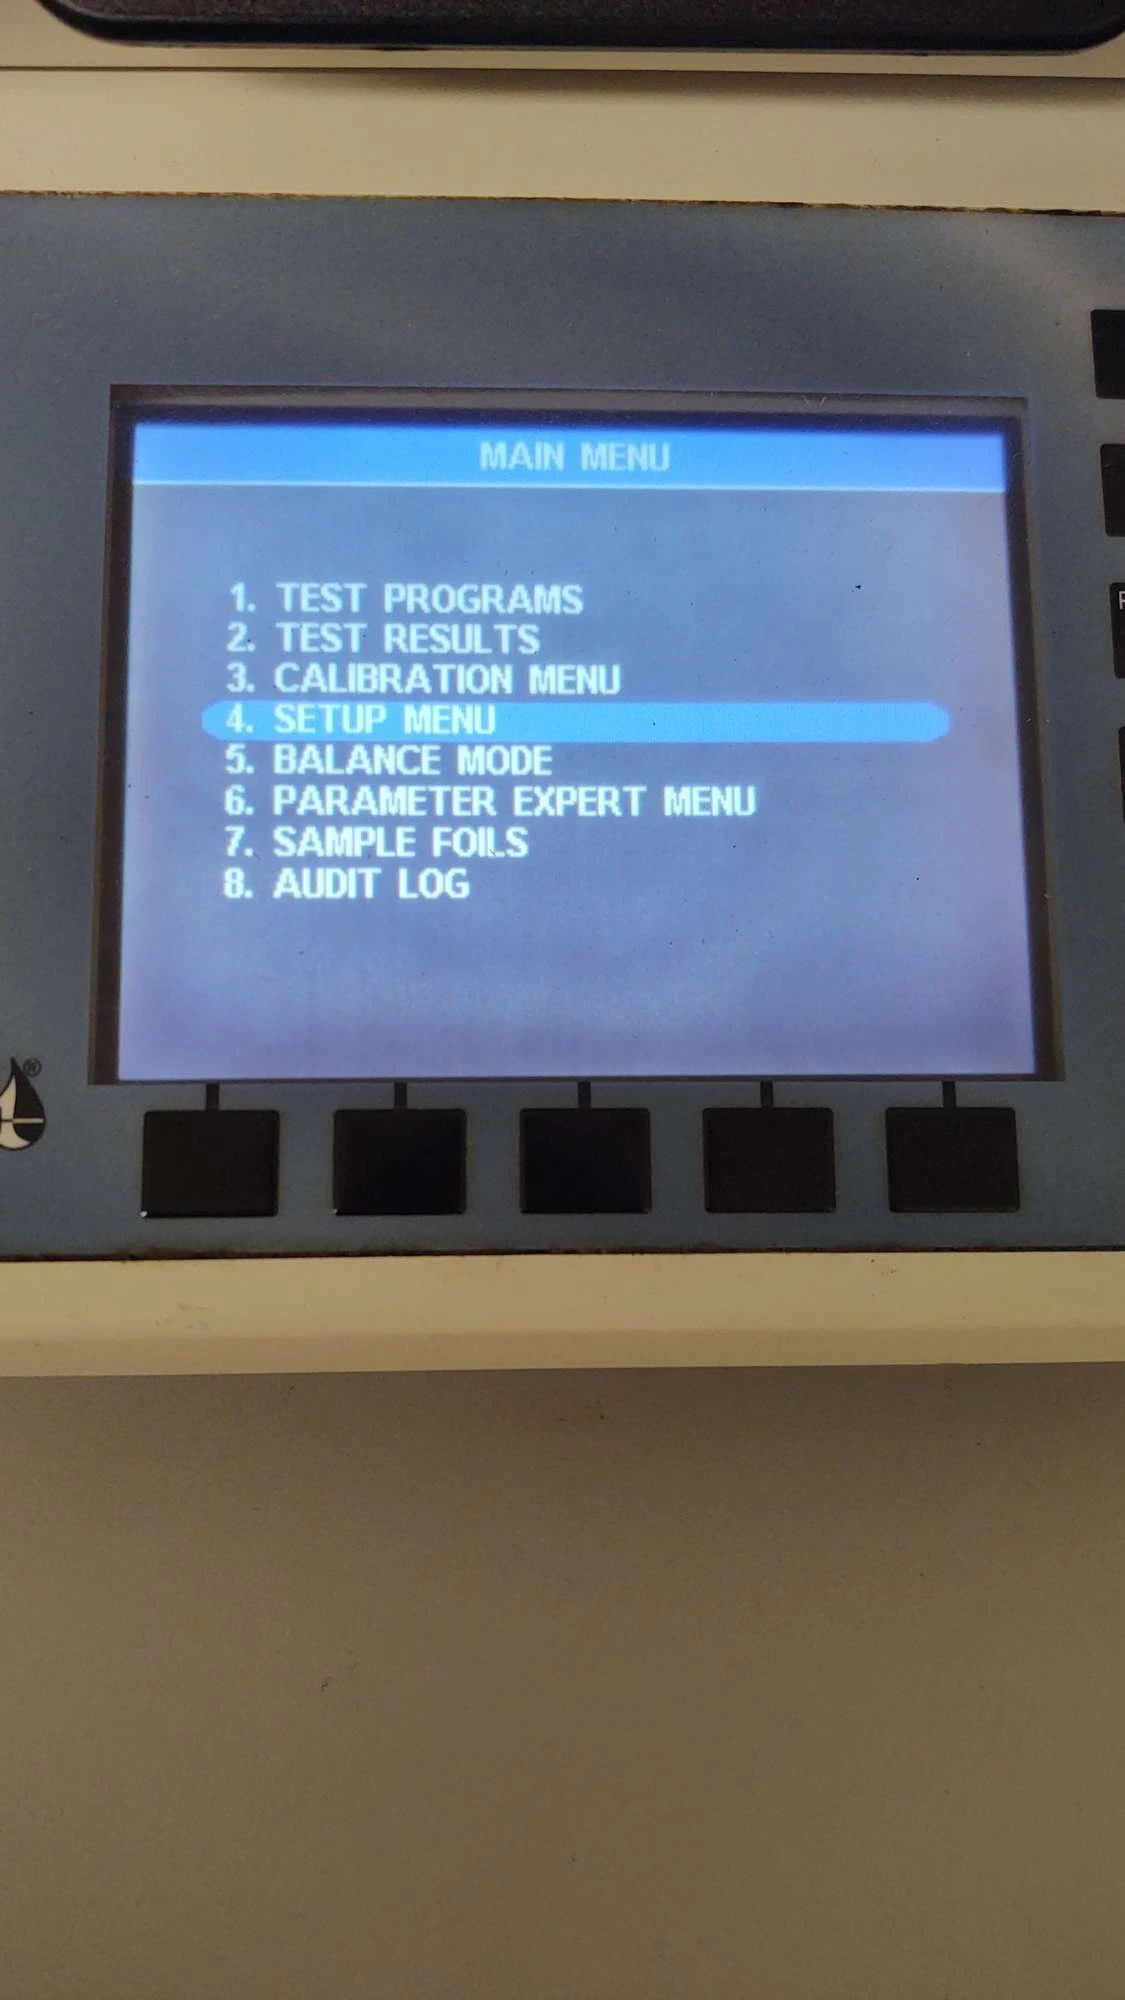 MAIN MENU
1. TEST PROGRAMS
2. TEST RESULTS
3. CALIBRATION MENU
4. SETUP MENU
5. BALANCE MODE
6. PARAMETER EXPERT MENU
7. SAMPLE FOILS
8. AUDIT LOG
®